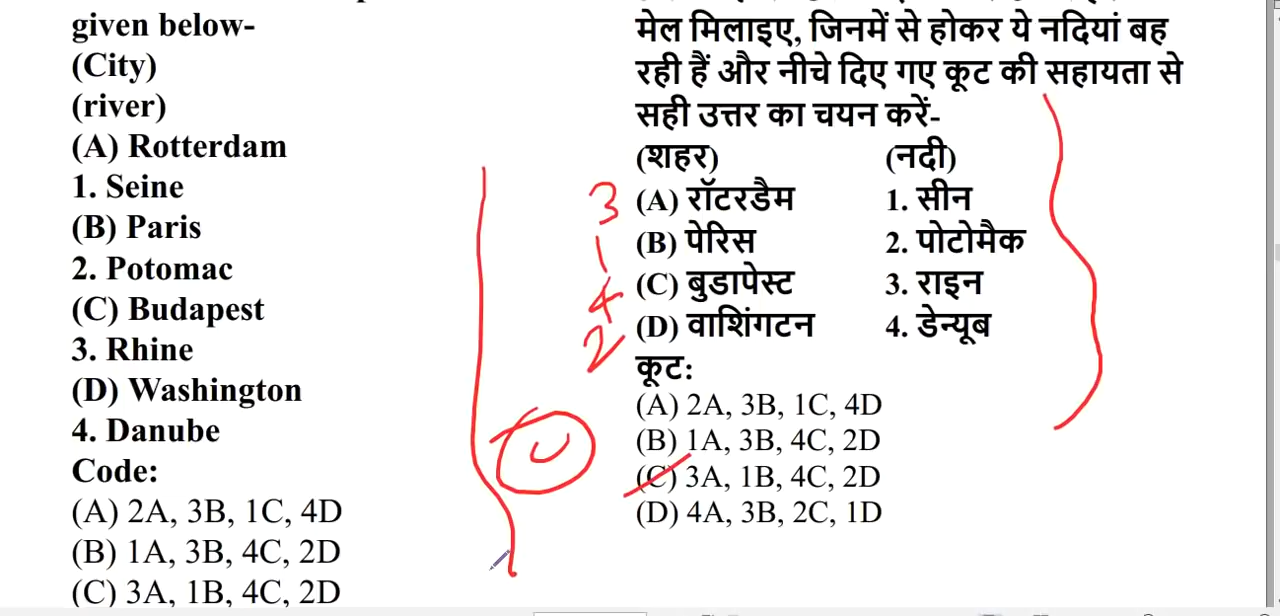 given below-
(City)
(river)
(A) Rotterdam
1. Seine
(B) Paris
2. Potomac
(C) Budapest
3. Rhine
(D) Washington
4. Danube
Code:
(A) 2A, 3B, 1C, 4D
(B) 1A, 3B, 4C, 2D
(C) 3A, 1B, 4C, 2D
मेल मिलाइए, जिनमें से होकर ये नदियां बह
रही हैं और नीचे दिए गए कूट की सहायता से
सही उत्तर का चयन करें-
(शहर) (नदी)
3 (A) रॉटरडैम 1. सीन
1 (B) पेरिस 2. पोटोमैक
4 (C) बुडापेस्ट 3. राइन
2 (D) वाशिंगटन 4. डेन्यूब
कूट:
(A) 2A, 3B, 1C, 4D
(B) 1A, 3B, 4C, 2D
(C) 3A, 1B, 4C, 2D
(D) 4A, 3B, 2C, 1D